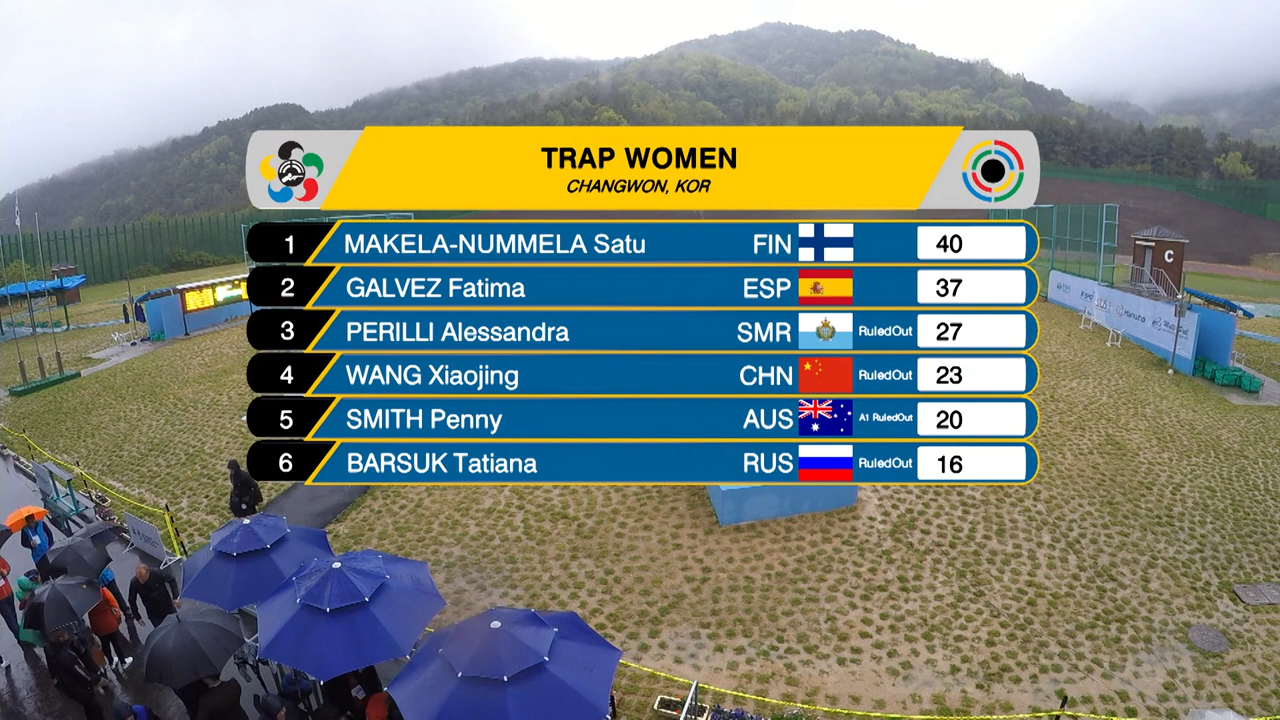 TRAP WOMEN
CHANGWON, KOR
1 MAKELA-NUMMELA Satu FIN 40
2 GALVEZ Fatima ESP 37
3 PERILLI Alessandra SMR RuledOut 27
4 WANG Xiaojing CHN RuledOut 23
5 SMITH Penny AUS A1 RuledOut 20
6 BARSUK Tatiana RUS RuledOut 16
C